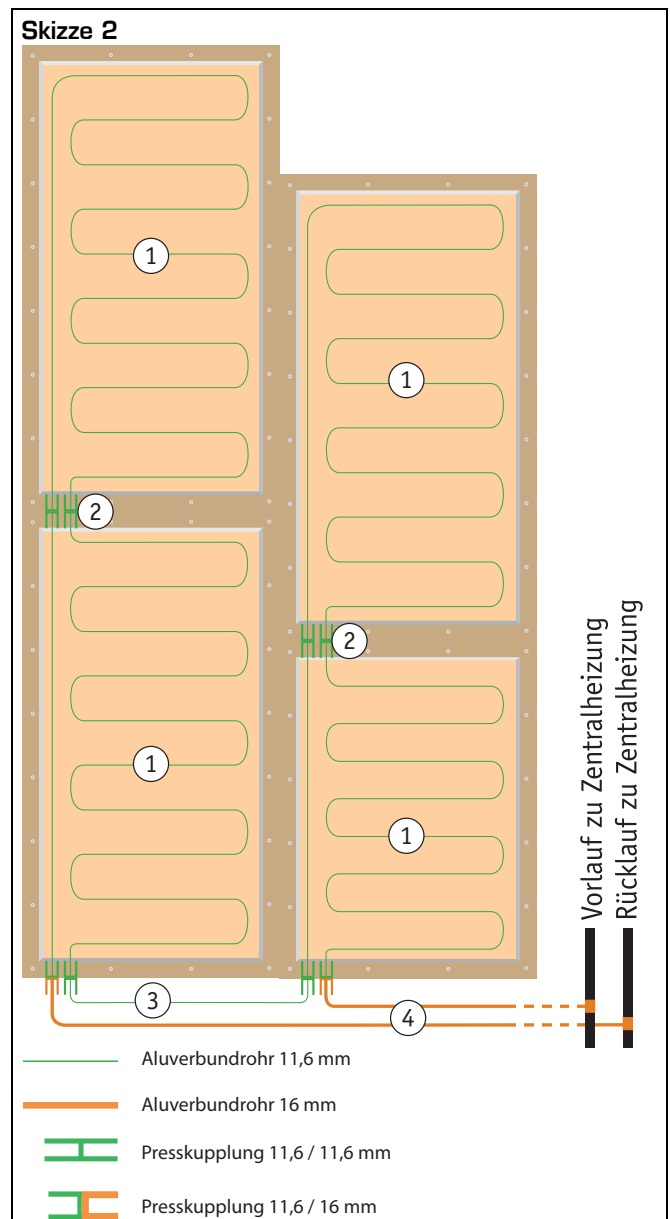 Skizze 2
1
1
2
2
1
1
3
4
Vorlauf zu Zentralheizung
Rücklauf zu Zentralheizung
Aluverbundrohr 11,6 mm
Aluverbundrohr 16 mm
Presskupplung 11,6 / 11,6 mm
Presskupplung 11,6 / 16 mm